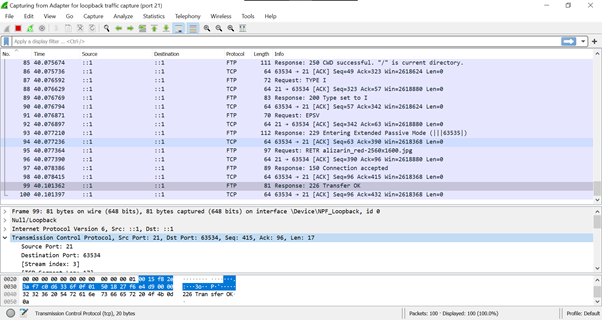 Capturing from Adapter for loopback traffic capture (port 21)
File Edit View Go Capture Analyze Statistics Telephony Wireless Tools Help
Apply a display filter ... <Ctrl-/>
No. Time Source Destination Protocol Length Info
85 40.075674 ::1 ::1 FTP 111 Response: 250 CWD successful. "/" is current directory.
86 40.075736 ::1 ::1 TCP 64 63534 → 21 [ACK] Seq=49 Ack=323 Win=2618624 Len=0
87 40.076592 ::1 ::1 FTP 72 Request: TYPE I
88 40.076629 ::1 ::1 TCP 64 21 → 63534 [ACK] Seq=323 Ack=57 Win=2618880 Len=0
89 40.076769 ::1 ::1 FTP 83 Response: 200 Type set to I
90 40.076794 ::1 ::1 TCP 64 63534 → 21 [ACK] Seq=57 Ack=342 Win=2618624 Len=0
91 40.076871 ::1 ::1 FTP 70 Request: EPSV
92 40.076897 ::1 ::1 TCP 64 21 → 63534 [ACK] Seq=342 Ack=63 Win=2618880 Len=0
93 40.077210 ::1 ::1 FTP 112 Response: 229 Entering Extended Passive Mode (|||63535|)
94 40.077236 ::1 ::1 TCP 64 63534 → 21 [ACK] Seq=63 Ack=390 Win=2618368 Len=0
95 40.077365 ::1 ::1 FTP 97 Request: RETR alizarin_red-2560x1600.jpg
96 40.077390 ::1 ::1 TCP 64 21 → 63534 [ACK] Seq=390 Ack=96 Win=2618880 Len=0
97 40.078386 ::1 ::1 FTP 89 Response: 150 Connection accepted
98 40.078415 ::1 ::1 TCP 64 63534 → 21 [ACK] Seq=96 Ack=415 Win=2618368 Len=0
99 40.101362 ::1 ::1 FTP 81 Response: 226 Transfer OK
100 40.101397 ::1 ::1 TCP 64 63534 → 21 [ACK] Seq=96 Ack=432 Win=2618368 Len=0
Frame 99: 81 bytes on wire (648 bits), 81 bytes captured (648 bits) on interface \Device\NPF_Loopback, id 0
Null/Loopback
Internet Protocol Version 6, Src: ::1, Dst: ::1
Transmission Control Protocol, Src Port: 21, Dst Port: 63534, Seq: 415, Ack: 96, Len: 17
Source Port: 21
Destination Port: 63534
[Stream index: 3]
[TCP Segment Len: 17]
0020 00 00 00 00 00 00 00 00 00 00 00 01 00 15 f8 2e
0030 3a f7 c0 d6 33 6f 0f 01 50 18 27 f6 e4 d9 00 00
0040 32 32 36 20 54 72 61 6e 73 66 65 72 20 4f 4b 0d 226 Tran sfer OK·
0050 0a
Transmission Control Protocol (tcp), 20 bytes
Packets: 100 · Displayed: 100 (100.0%)
Profile: Default